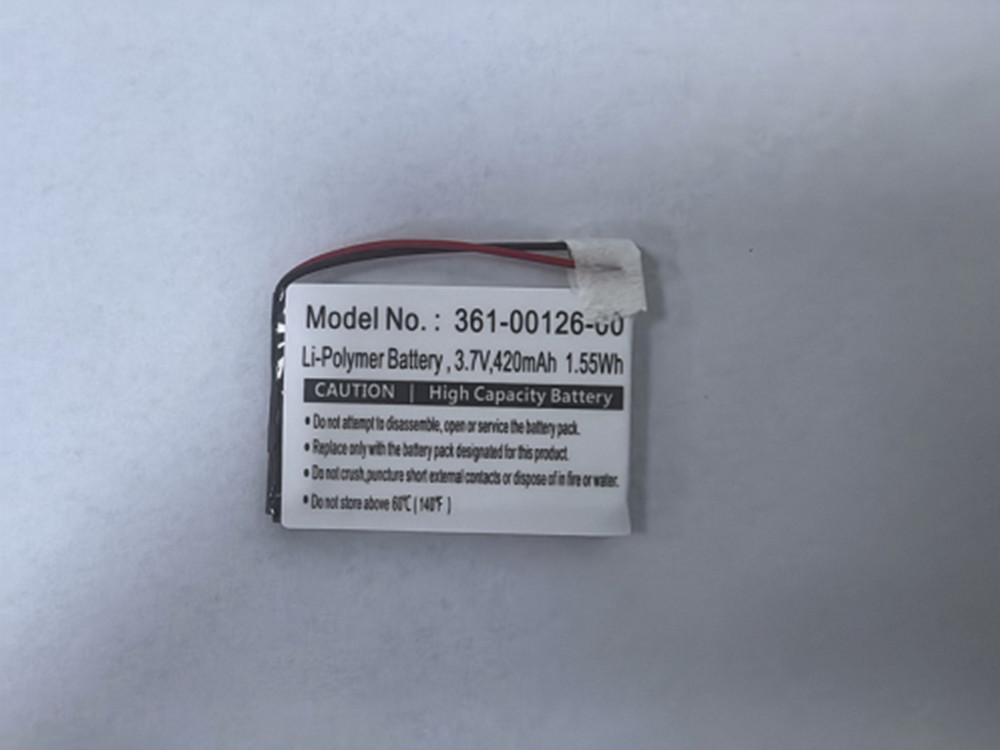 Model No. : 361-00126-00
Li-Polymer Battery , 3.7V,420mAh 1.55Wh
CAUTION | High Capacity Battery
• Do not attempt to disassemble, open or service the battery pack.
• Replace only with the battery pack designated for this product.
• Do not crush,puncture short external contacts or dispose of in fire or water.
• Do not store above 60℃ ( 140℉ )